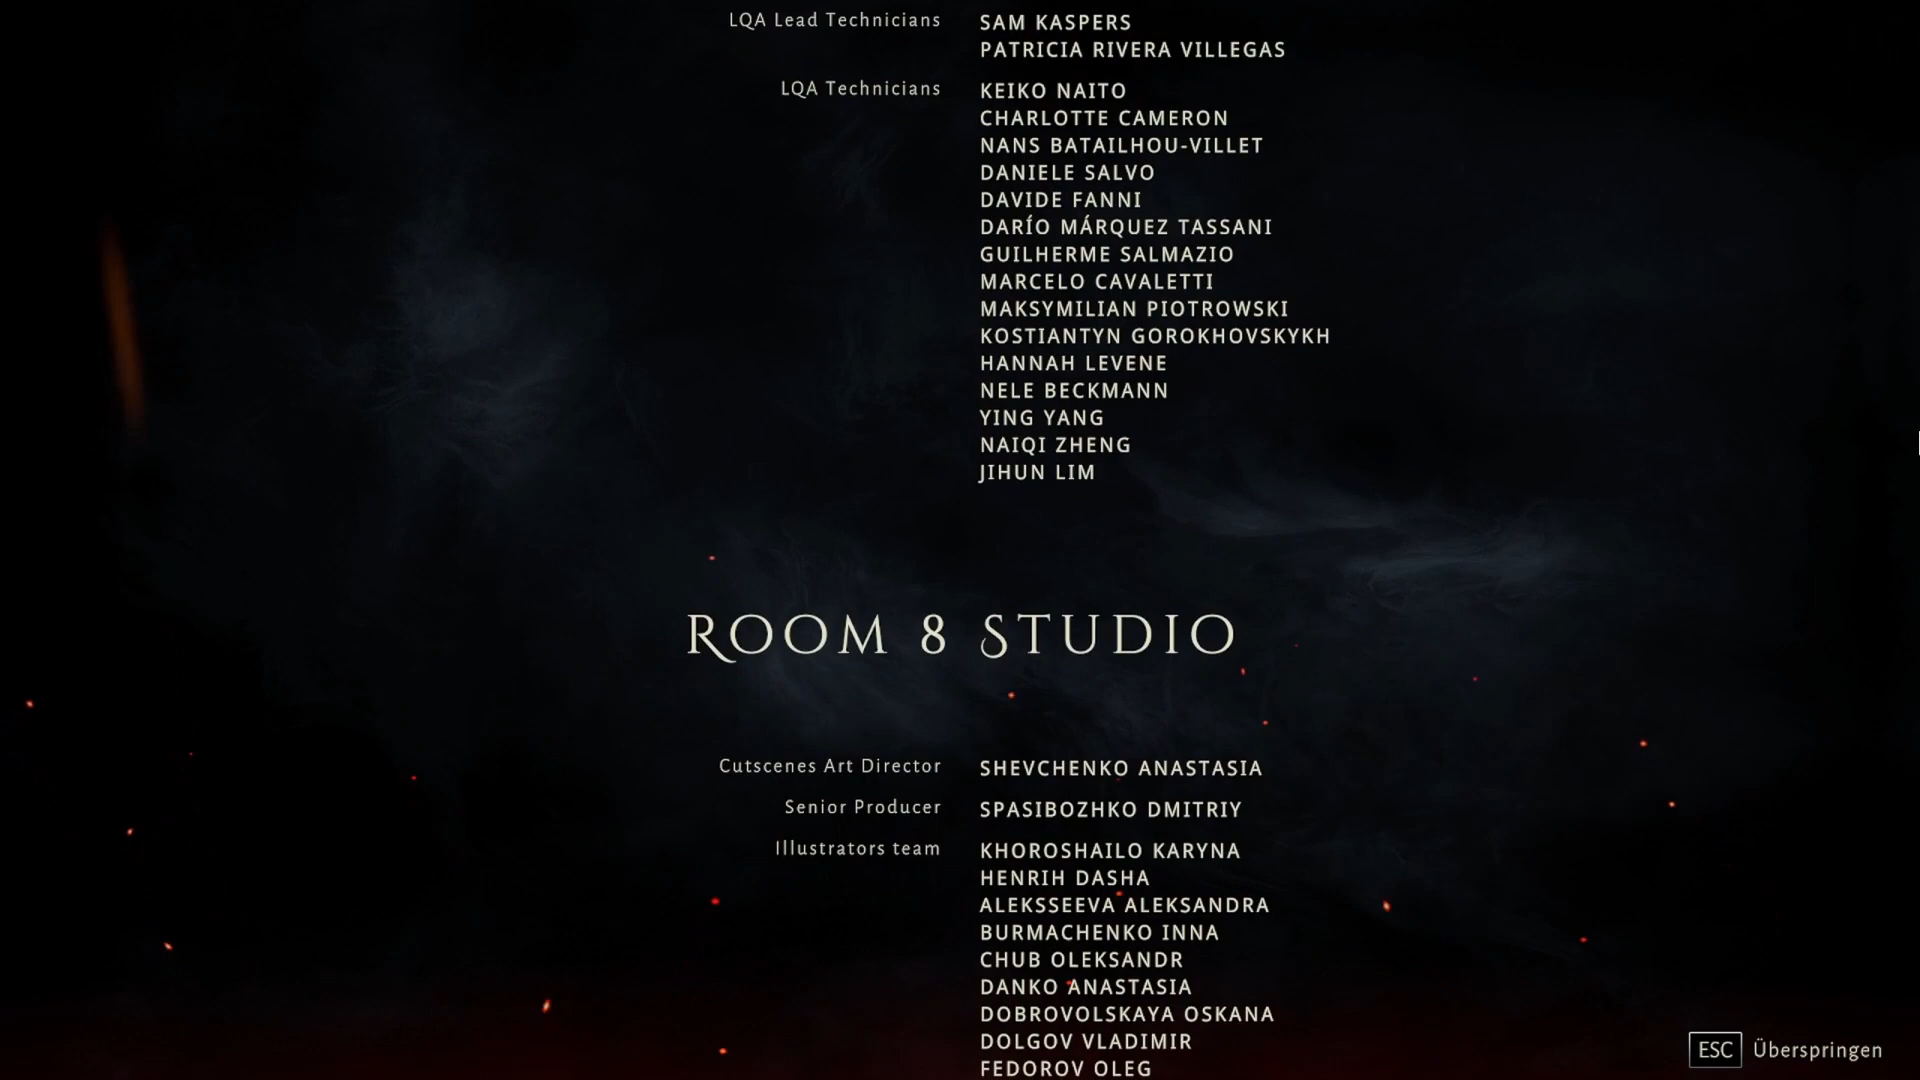 LQA Lead Technicians SAM KASPERS
PATRICIA RIVERA VILLEGAS
LQA Technicians KEIKO NAITO
CHARLOTTE CAMERON
NANS BATAILHOU-VILLET
DANIELE SALVO
DAVIDE FANNI
DARÍO MÁRQUEZ TASSANI
GUILHERME SALMAZIO
MARCELO CAVALETTI
MAKSYMILIAN PIOTROWSKI
KOSTIANTYN GOROKHOVSKYKH
HANNAH LEVENE
NELE BECKMANN
YING YANG
NAIQI ZHENG
JIHUN LIM
ROOM 8 STUDIO
Cutscenes Art Director SHEVCHENKO ANASTASIA
Senior Producer SPASIBOZHKO DMITRIY
Illustrators team KHOROSHAILO KARYNA
HENRIH DASHA
ALEKSSEEVA ALEKSANDRA
BURMACHENKO INNA
CHUB OLEKSANDR
DANKO ANASTASIA
DOBROVOLSKAYA OSKANA
DOLGOV VLADIMIR
FEDOROV OLEG
ESC Überspringen